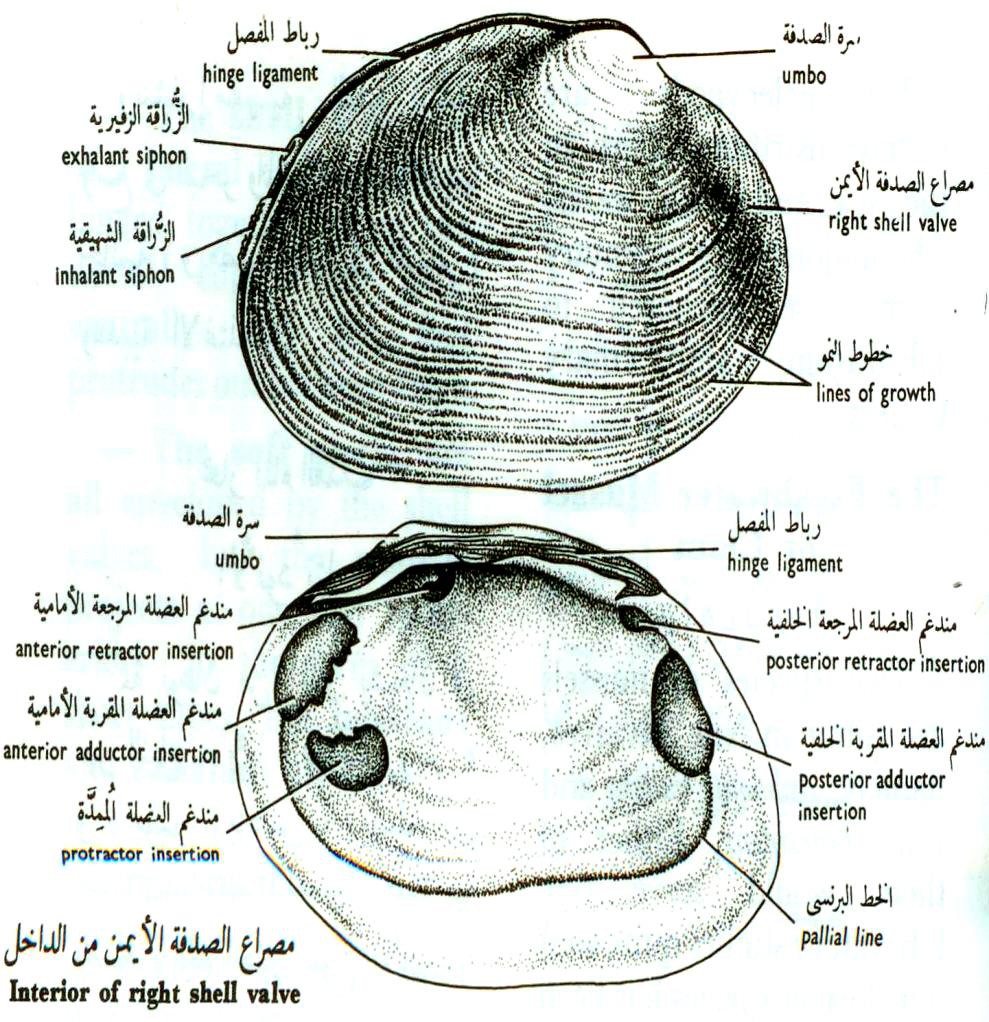 رباط المفصل
hinge ligament
سرة الصدفة
umbo
الزُّراقة الزفيرية
exhalant siphon
مصراع الصدفة الأيمن
right shell valve
الزُّراقة الشهيقية
inhalant siphon
خطوط النمو
lines of growth
سرة الصدفة
umbo
رباط المفصل
hinge ligament
مندغم العضلة المرجعة الأمامية
anterior retractor insertion
مندغم العضلة المرجعة الخلفية
posterior retractor insertion
مندغم العضلة المقربة الأمامية
anterior adductor insertion
مندغم العضلة المقربة الخلفية
posterior adductor
insertion
مندغم العضلة المُمِدَّة
protractor insertion
الخط البرنسى
pallial line
مصراع الصدفة الأيمن من الداخل
Interior of right shell valve